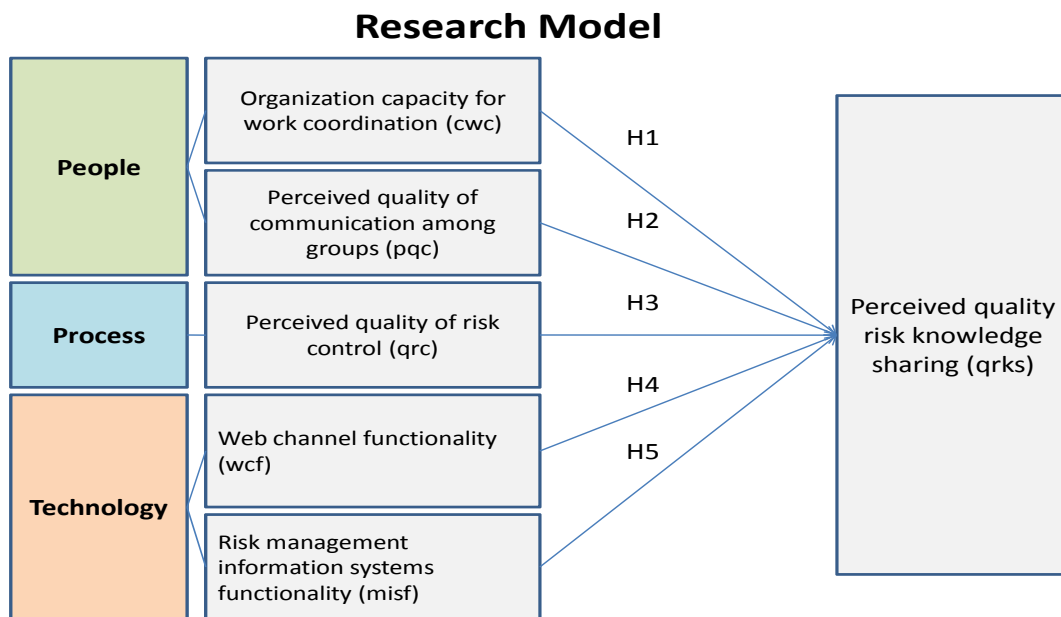 Research Model
People
Organization capacity for
work coordination (cwc)
Perceived quality of
communication among
groups (pqc)
Process
Perceived quality of risk
control (qrc)
Technology
Web channel functionality
(wcf)
Risk management
information systems
functionality (misf)
H1
H2
H3
H4
H5
Perceived quality
risk knowledge
sharing (qrks)